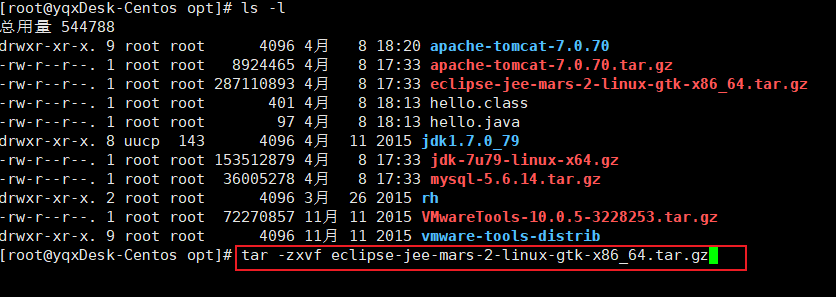 [root@yqxDesk-Centos opt]# ls -l
总用量 544788
drwxr-xr-x. 9 root root      4096 4月   8 18:20 apache-tomcat-7.0.70
-rw-r--r--. 1 root root   8924465 4月   8 17:33 apache-tomcat-7.0.70.tar.gz
-rw-r--r--. 1 root root 287110893 4月   8 17:33 eclipse-jee-mars-2-linux-gtk-x86_64.tar.gz
-rw-r--r--. 1 root root       401 4月   8 18:13 hello.class
-rw-r--r--. 1 root root        97 4月   8 18:13 hello.java
drwxr-xr-x. 8 uucp  143      4096 4月  11 2015 jdk1.7.0_79
-rw-r--r--. 1 root root 153512879 4月   8 17:33 jdk-7u79-linux-x64.gz
-rw-r--r--. 1 root root  36005278 4月   8 17:33 mysql-5.6.14.tar.gz
drwxr-xr-x. 2 root root      4096 3月  26 2015 rh
-rw-r--r--. 1 root root  72270857 11月 11 2015 VMwareTools-10.0.5-3228253.tar.gz
drwxr-xr-x. 9 root root      4096 11月 11 2015 vmware-tools-distrib
[root@yqxDesk-Centos opt]# tar -zxvf eclipse-jee-mars-2-linux-gtk-x86_64.tar.gz